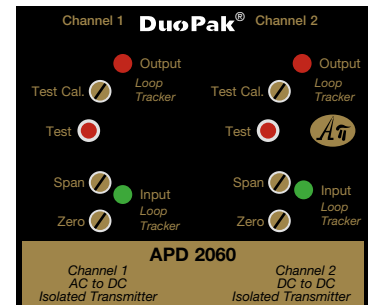 Channel 1 DuoPak® Channel 2
Output Output
Test Cal. Loop Tracker Test Cal. Loop Tracker
Test Test Aπ
Span Span
Input Input
Loop Loop
Zero Tracker Zero Tracker
APD 2060
Channel 1 Channel 2
AC to DC DC to DC
Isolated Transmitter Isolated Transmitter